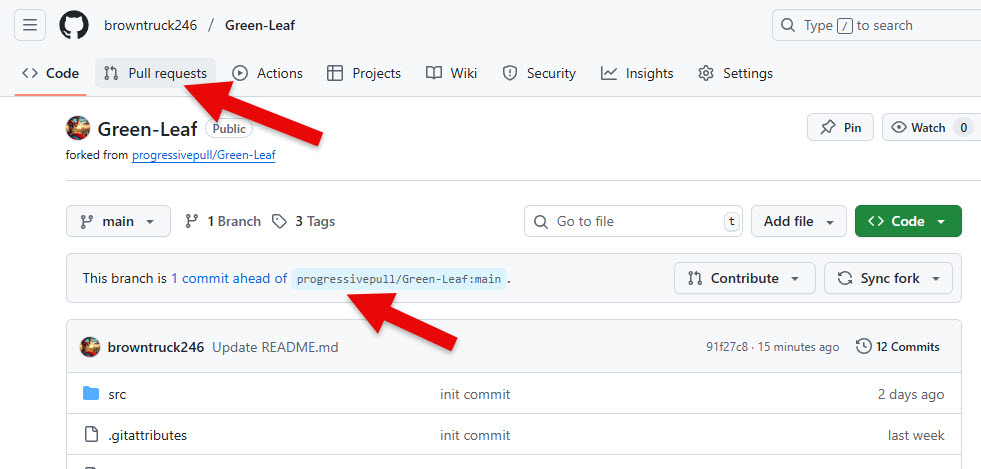 browntruck246 / Green-Leaf
Type / to search
Code Pull requests Actions Projects Wiki Security Insights Settings
Green-Leaf Public
Pin Watch 0
forked from progressivepull/Green-Leaf
main 1 Branch 3 Tags
Go to file t
Add file Code
This branch is 1 commit ahead of progressivepull/Green-Leaf:main .
Contribute Sync fork
browntruck246 Update README.md 91f27c8 · 15 minutes ago 12 Commits
src init commit 2 days ago
.gitattributes init commit last week